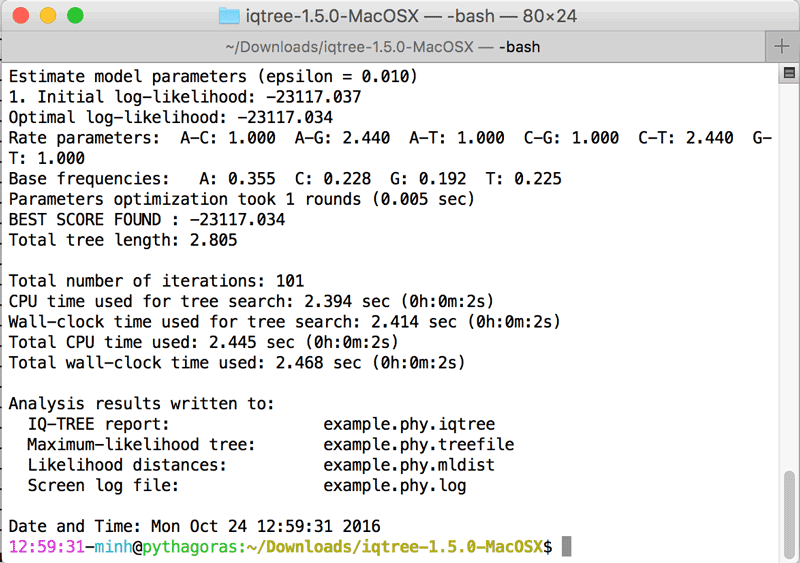 iqtree-1.5.0-MacOSX — -bash — 80×24
~/Downloads/iqtree-1.5.0-MacOSX — -bash
Estimate model parameters (epsilon = 0.010)
1. Initial log-likelihood: -23117.037
Optimal log-likelihood: -23117.034
Rate parameters:  A-C: 1.000  A-G: 2.440  A-T: 1.000  C-G: 1.000  C-T: 2.440  G-
T: 1.000
Base frequencies:   A: 0.355  C: 0.228  G: 0.192  T: 0.225
Parameters optimization took 1 rounds (0.005 sec)
BEST SCORE FOUND : -23117.034
Total tree length: 2.805
Total number of iterations: 101
CPU time used for tree search: 2.394 sec (0h:0m:2s)
Wall-clock time used for tree search: 2.414 sec (0h:0m:2s)
Total CPU time used: 2.445 sec (0h:0m:2s)
Total wall-clock time used: 2.468 sec (0h:0m:2s)
Analysis results written to:
  IQ-TREE report:                example.phy.iqtree
  Maximum-likelihood tree:       example.phy.treefile
  Likelihood distances:          example.phy.mldist
  Screen log file:               example.phy.log
Date and Time: Mon Oct 24 12:59:31 2016
12:59:31-minh@pythagoras:~/Downloads/iqtree-1.5.0-MacOSX$